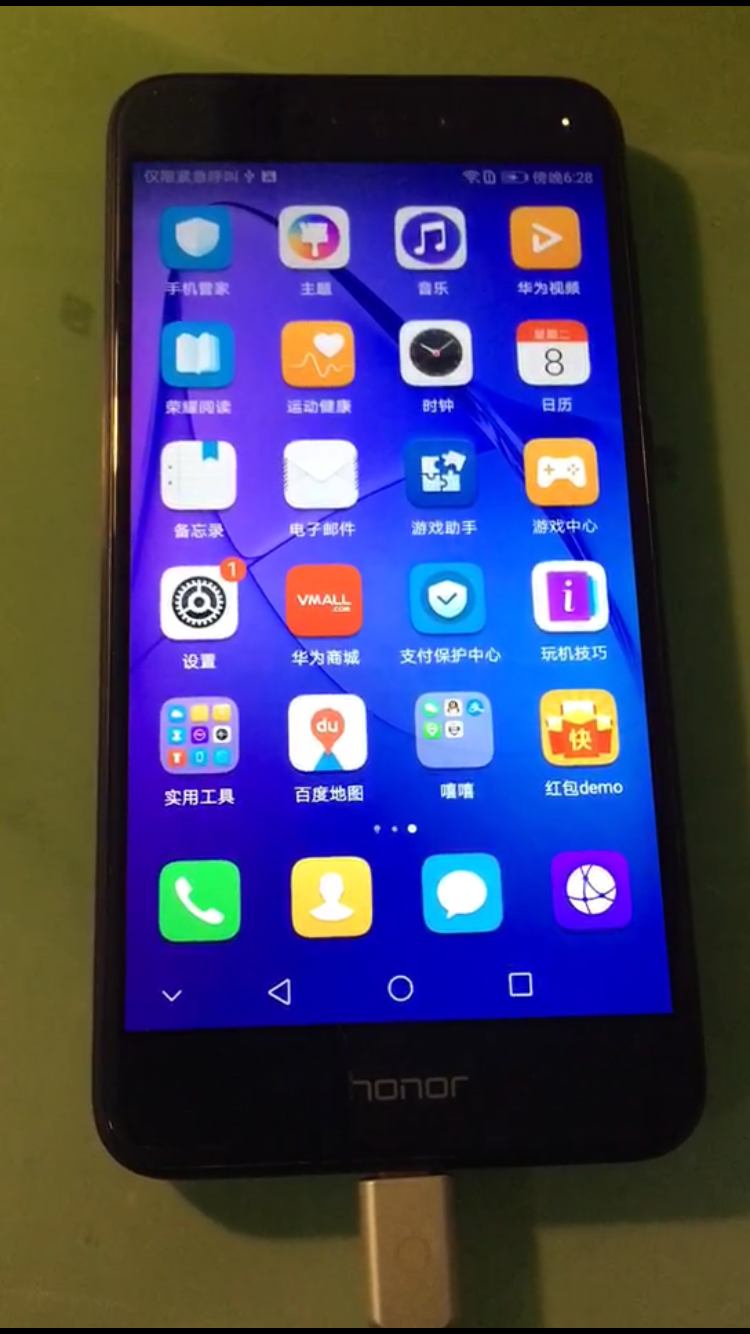 仅限紧急呼叫 傍晚6:28
手机管家 主题 音乐 华为视频
星期二
8
荣耀阅读 运动健康 时钟 日历
备忘录 电子邮件 游戏助手 游戏中心
1
VMALL
.COM
i
设置 华为商城 支付保护中心 玩机技巧
du
快
实用工具 百度地图 嘻嘻 红包demo
honor